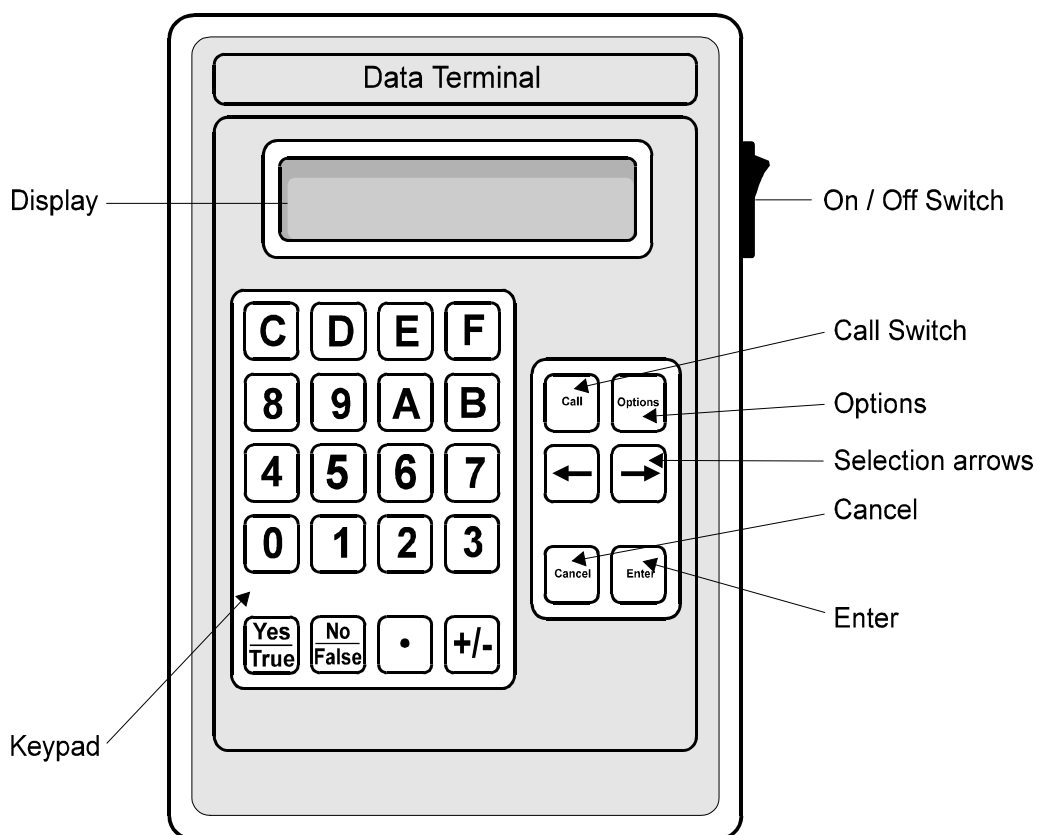 Data Terminal
Display
On / Off Switch
C D E F
Call Switch
8 9 A B
Call Options
Options
4 5 6 7
Selection arrows
Cancel
0 1 2 3
Cancel Enter
Enter
Yes No
True False • +/-
Keypad